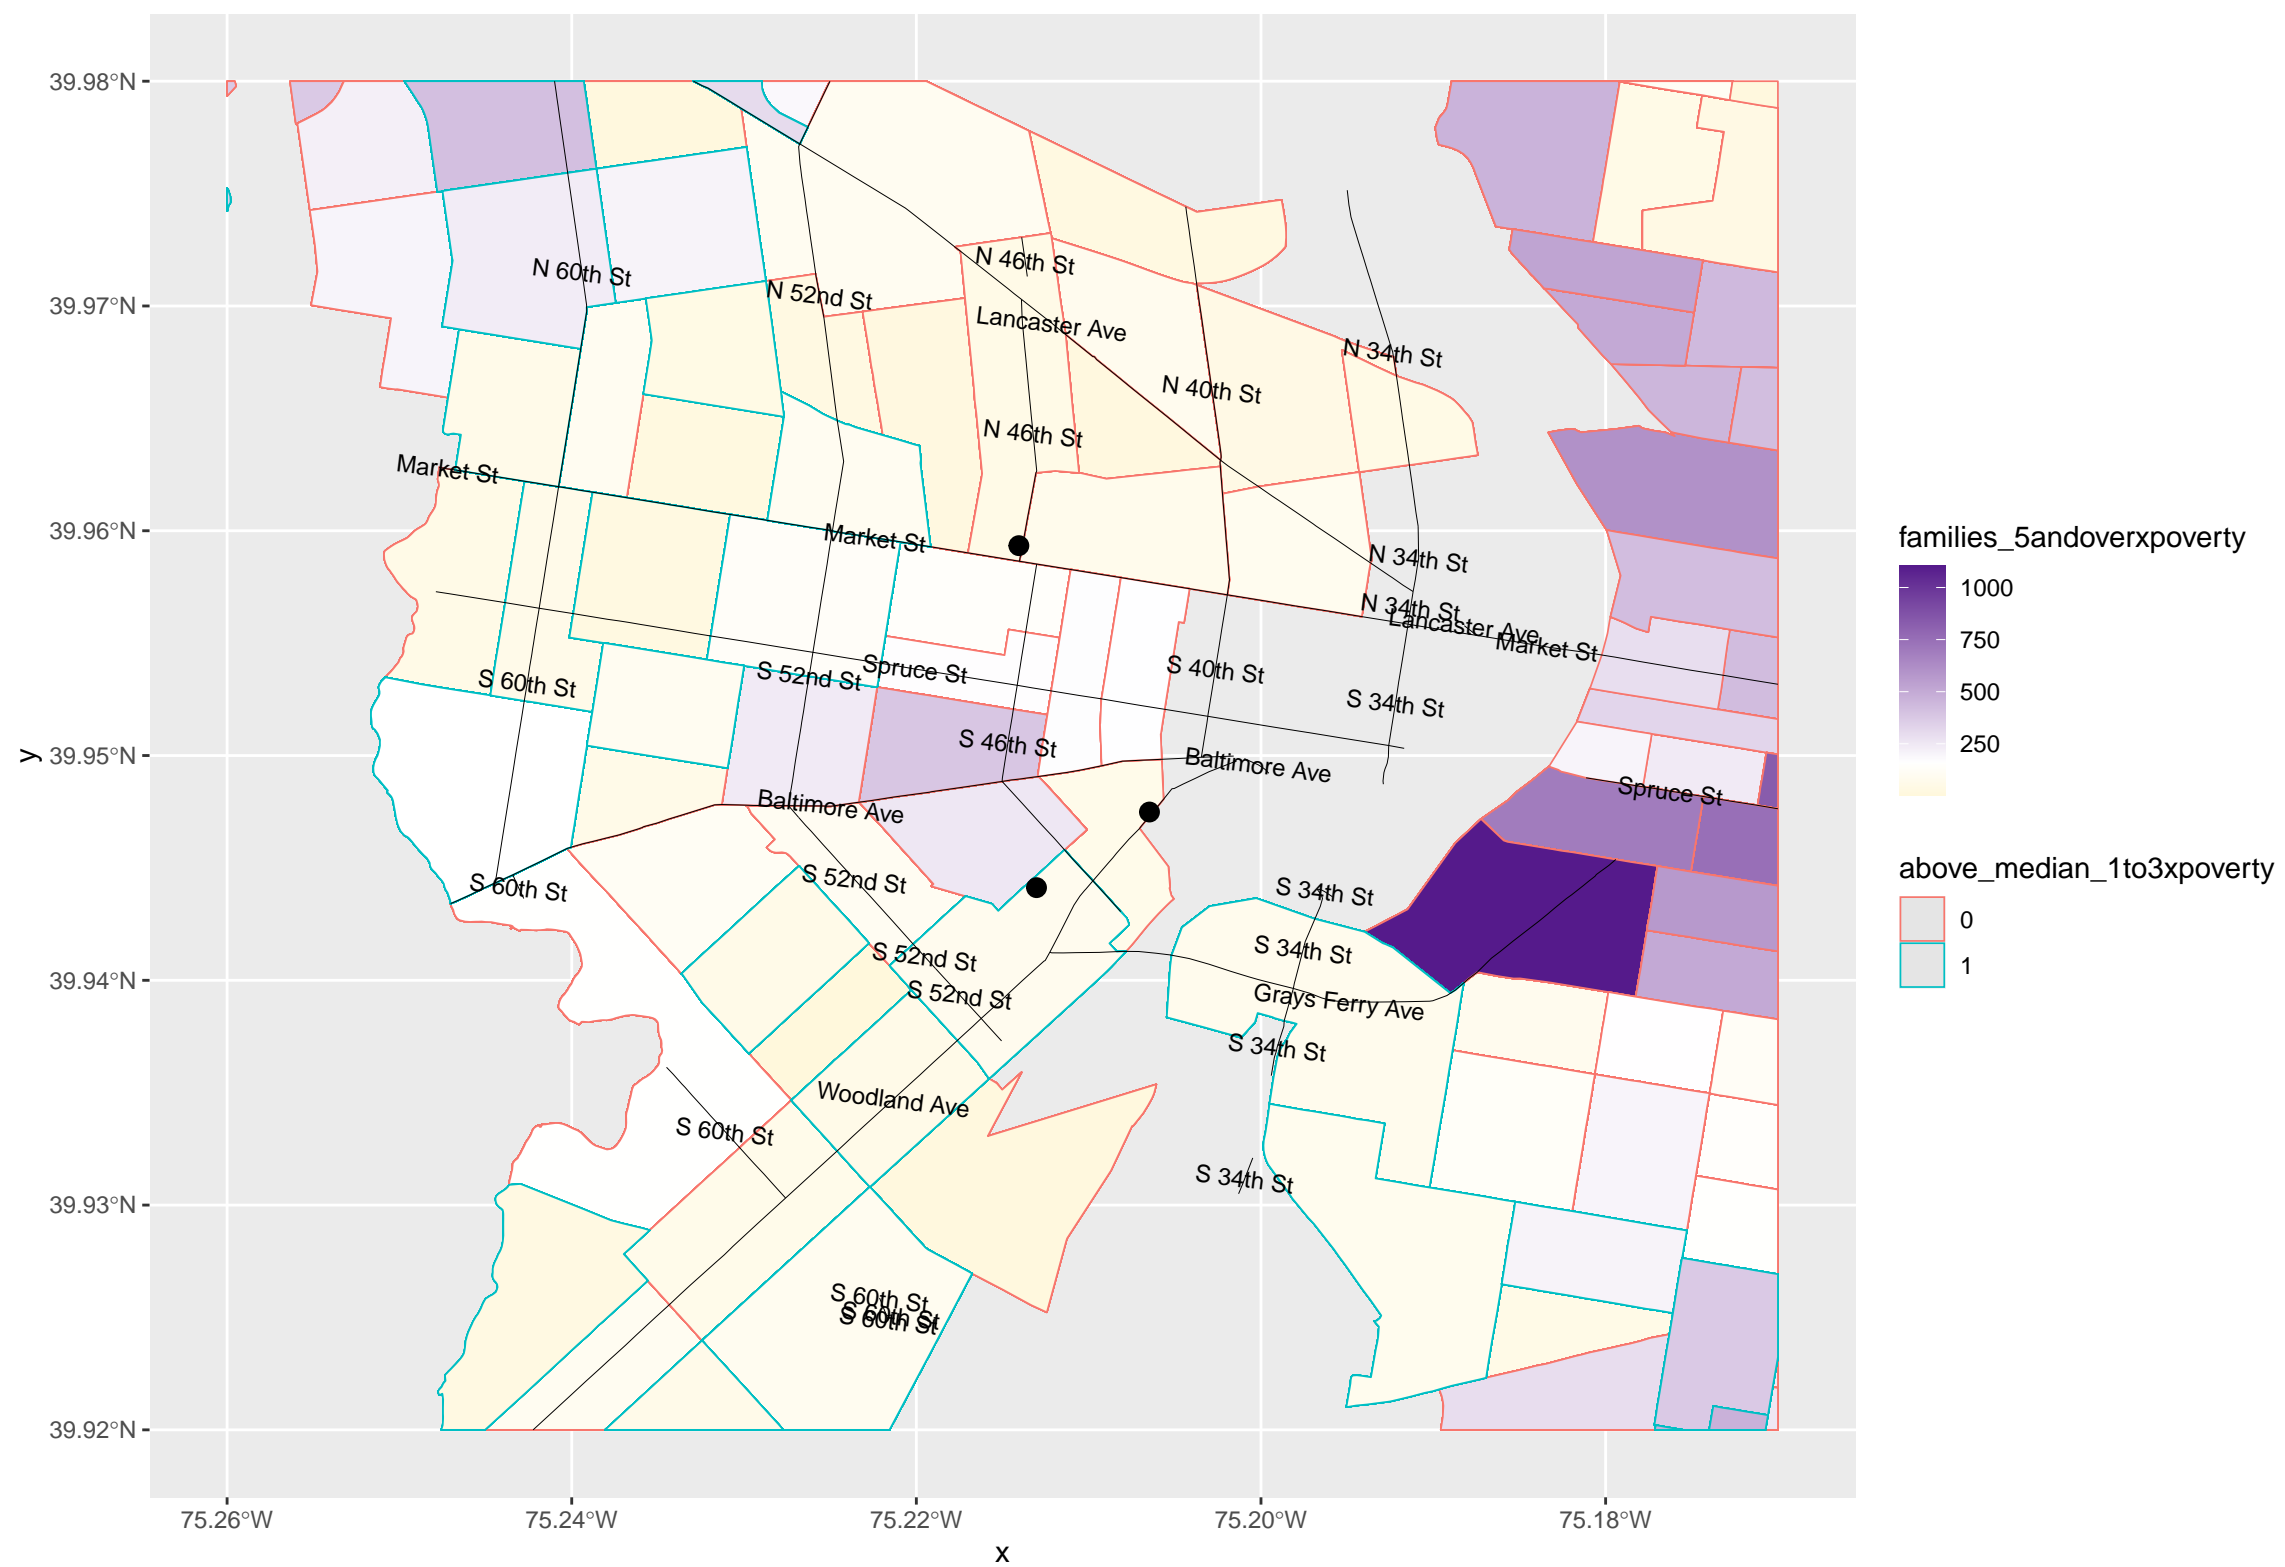 39.98°N
39.97°N
39.96°N
39.95°N
39.94°N
39.93°N
39.92°N
y
75.26°W
75.24°W
75.22°W
75.20°W
75.18°W
x
N 46th St
N 60th St
N 52nd St
Lancaster Ave
N 34th St
N 40th St
N 46th St
Market St
Market St
N 34th St
N 34th St
Lancaster Ave
Market St
Spruce St
S 40th St
S 52nd St
S 60th St
S 34th St
S 46th St
Baltimore Ave
Spruce St
Baltimore Ave
S 52nd St
S 60th St
S 34th St
S 34th St
S 52nd St
S 52nd St
Grays Ferry Ave
S 34th St
Woodland Ave
S 60th St
S 34th St
S 60th St
S 60th St
S 60th St
families_5andoverxpoverty
1000
750
500
250
above_median_1to3xpoverty
0
1